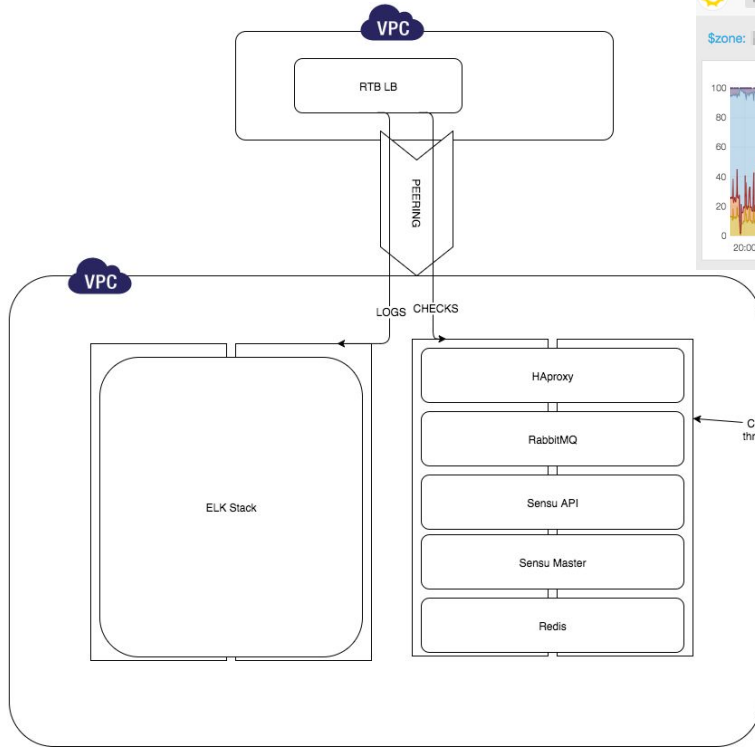 VPC
RTB LB
$zone:
100
80
60
40
20
0
20:00
PEERING
VPC
LOGS
CHECKS
HAproxy
RabbitMQ
ELK Stack
Sensu API
Sensu Master
Redis